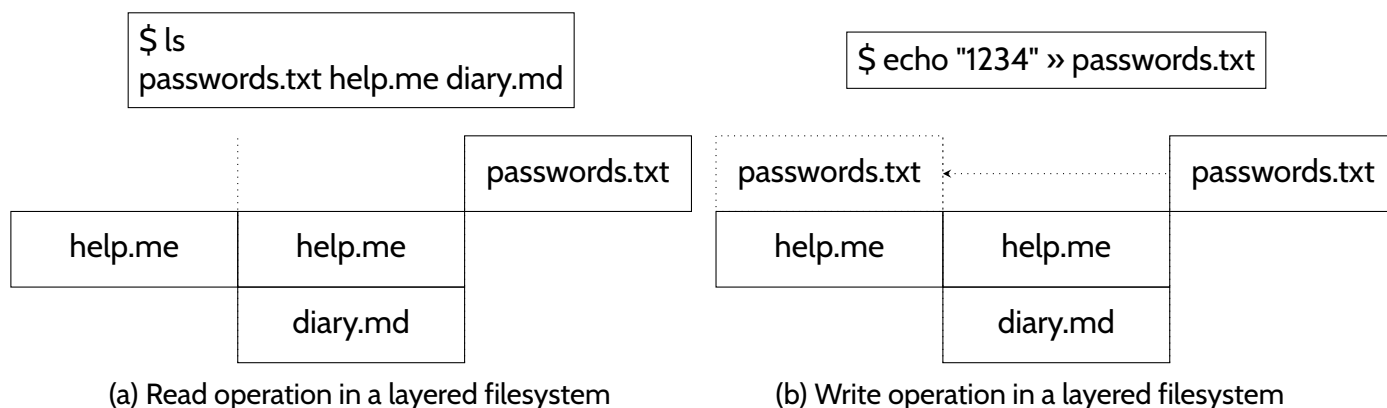 $ ls
passwords.txt help.me diary.md
passwords.txt
help.me
help.me
diary.md
(a) Read operation in a layered filesystem
$ echo "1234" » passwords.txt
passwords.txt
passwords.txt
help.me
help.me
diary.md
(b) Write operation in a layered filesystem